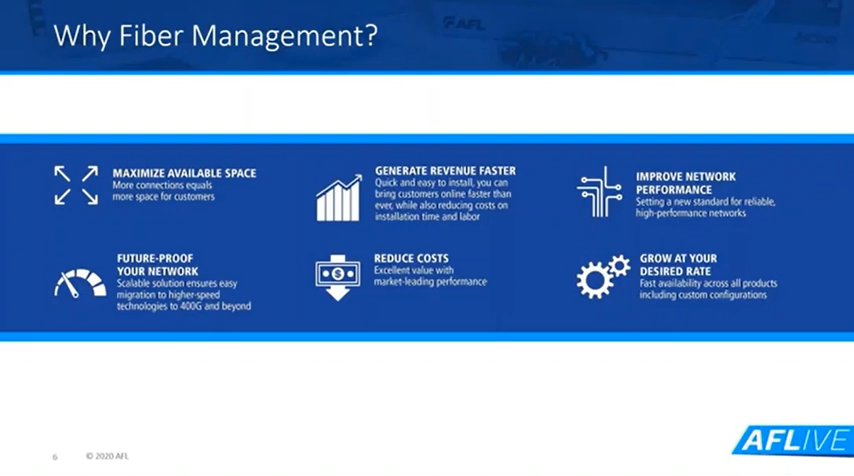 Why Fiber Management?
AFL
MAXIMIZE AVAILABLE SPACE
More connections equals
more space for customers
GENERATE REVENUE FASTER
Quick and easy to install, you can
bring customers online faster than
ever, while also reducing costs on
installation time and labor
IMPROVE NETWORK
PERFORMANCE
Setting a new standard for reliable,
high-performance networks
FUTURE-PROOF
YOUR NETWORK
Scalable solution ensures easy
migration to higher-speed
technologies to 400G and beyond
REDUCE COSTS
Excellent value with
market-leading performance
GROW AT YOUR
DESIRED RATE
Fast availability across all products
including custom configurations
6 © 2020 AFL
AFLIVE